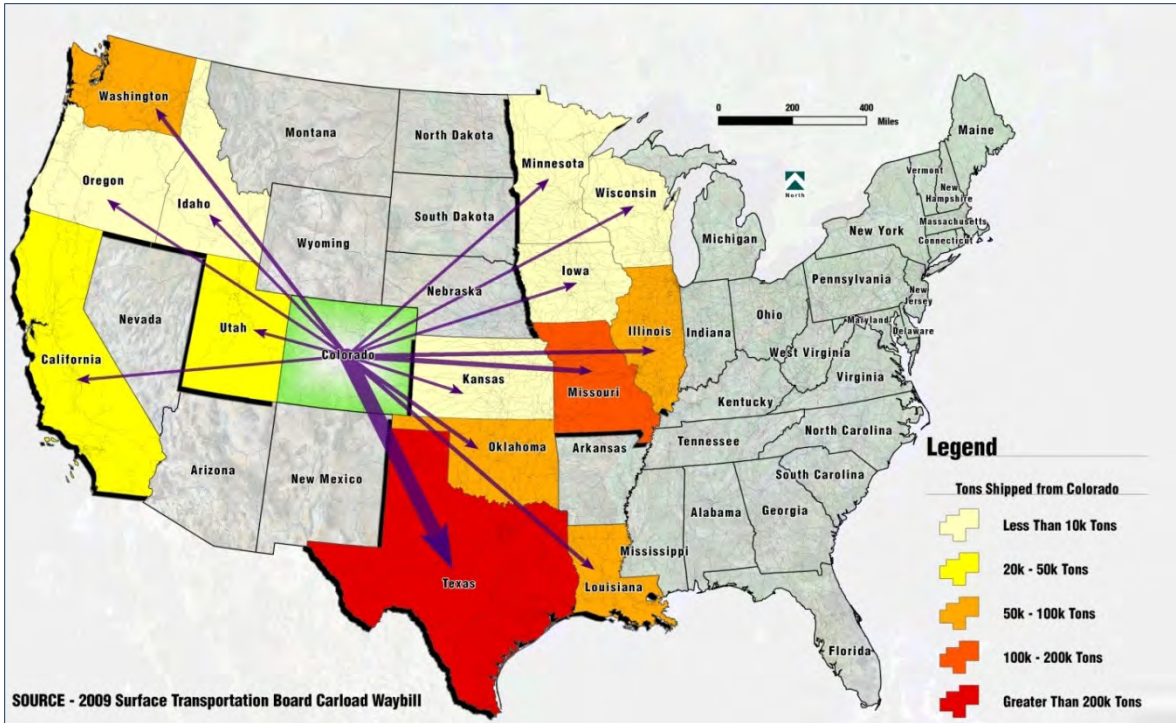 Washington
Montana
North Dakota
Minnesota
Maine
Oregon
Idaho
Wisconsin
South Dakota
Wyoming
Michigan
Vermont
New
Hampshire
Massachusetts
Connecticut
New York
Iowa
Nebraska
Pennsylvania
New
Jersey
Nevada
Utah
California
Colorado
Illinois
Indiana
Ohio
Maryland
Delaware
West Virginia
Virginia
Kansas
Missouri
Kentucky
Arizona
New Mexico
Oklahoma
Arkansas
Tennessee
North Carolina
South Carolina
Alabama
Georgia
Mississippi
Texas
Louisiana
Florida
0 200 400
Miles
North
Legend
Tons Shipped from Colorado
Less Than 10k Tons
20k - 50k Tons
50k - 100k Tons
100k - 200k Tons
Greater Than 200k Tons
SOURCE - 2009 Surface Transportation Board Carload Waybill